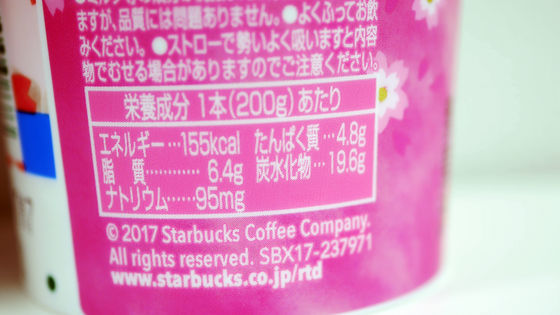 ますが、品質には問題ありません。●よくふってお飲
みください。●ストローで勢いよく吸いますと内容
物でむせる場合がありますのでご注意ください。
栄養成分 1本(200g)あたり
エネルギー…155kcal たんぱく質…4.8g
脂 質…………6.4g 炭水化物…19.6g
ナトリウム……95mg
© 2017 Starbucks Coffee Company.
All rights reserved. SBX17-237971
www.starbucks.co.jp/rtd